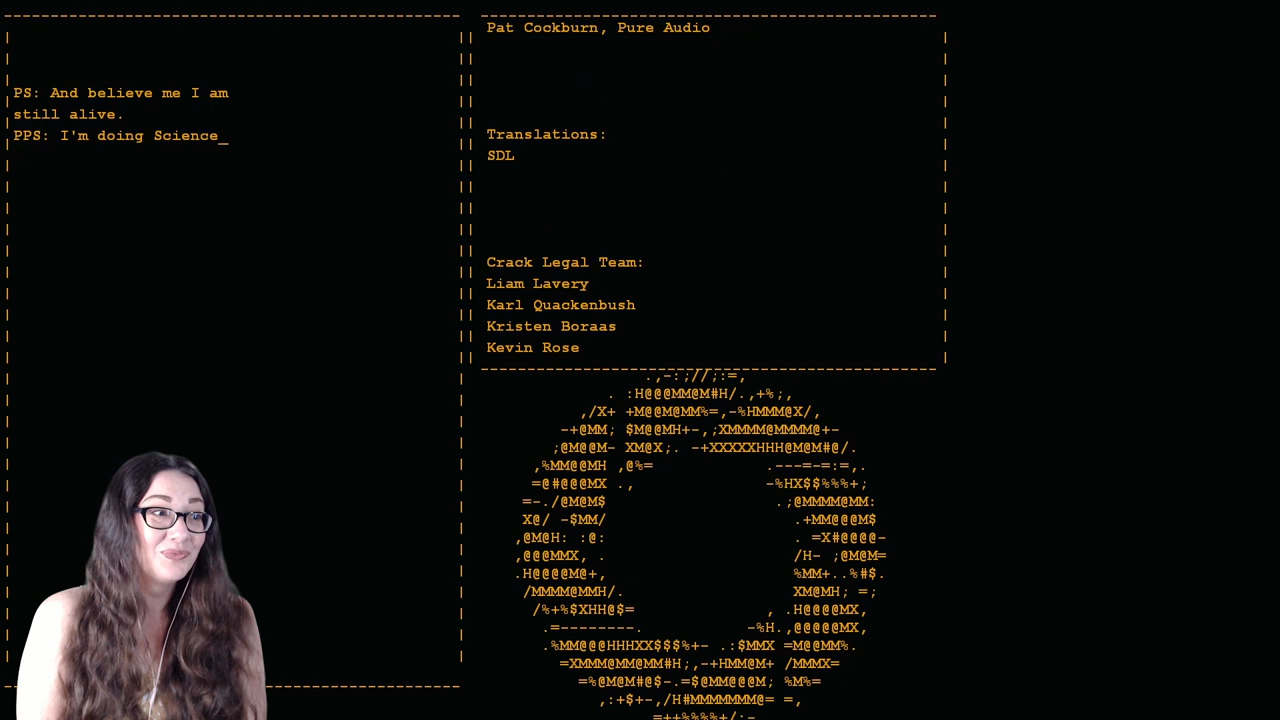 PS: And believe me I am
still alive.
PPS: I'm doing Science_
Pat Cockburn, Pure Audio
Translations:
SDL
Crack Legal Team:
Liam Lavery
Karl Quackenbush
Kristen Boraas
Kevin Rose